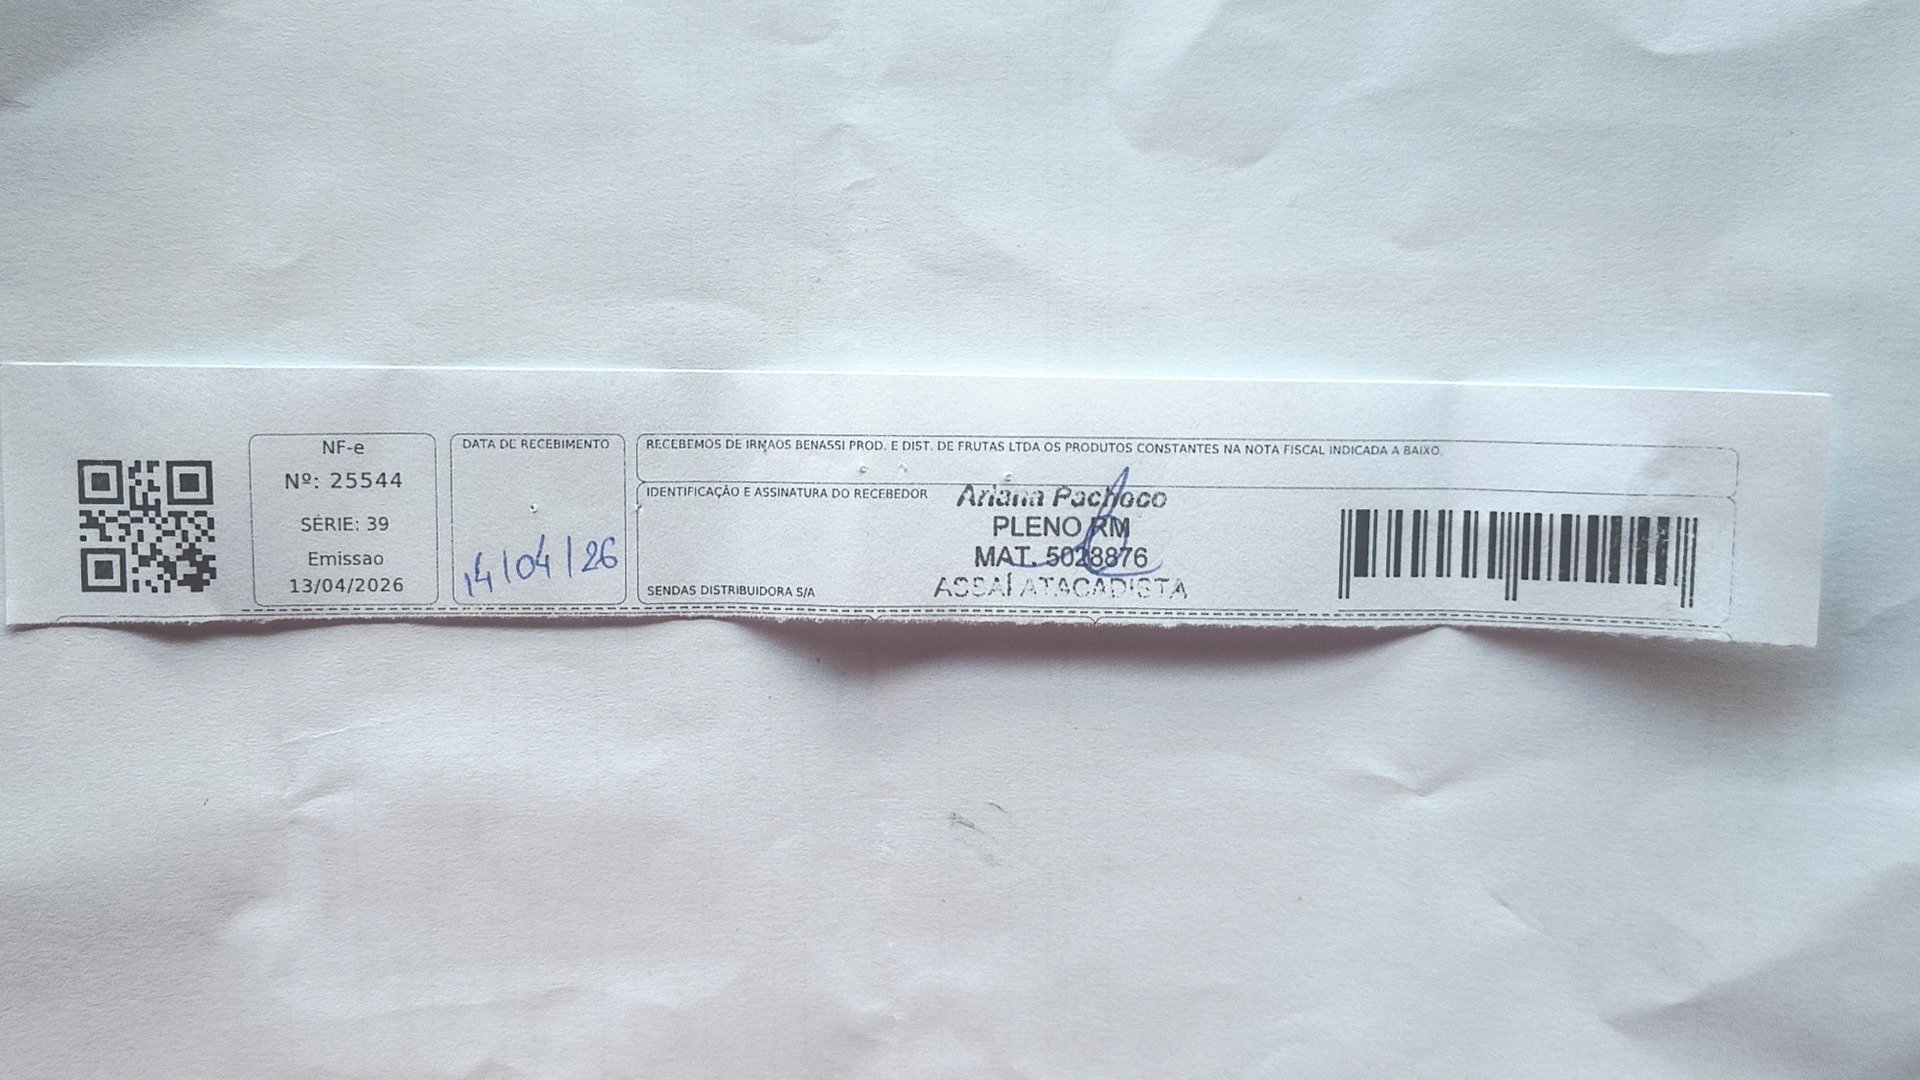 NF-e
Nº: 25544
SÉRIE: 39
Emissao
13/04/2026
DATA DE RECEBIMENTO
14/04/26
RECEBEMOS DE IRMAOS BENASSI PROD. E DIST. DE FRUTAS LTDA OS PRODUTOS CONSTANTES NA NOTA FISCAL INDICADA A BAIXO.
IDENTIFICAÇÃO E ASSINATURA DO RECEBEDOR
Ariana Pachoco
PLENO RM
MAT. 5028876
ASSAÍ ATACADISTA
SENDAS DISTRIBUIDORA S/A